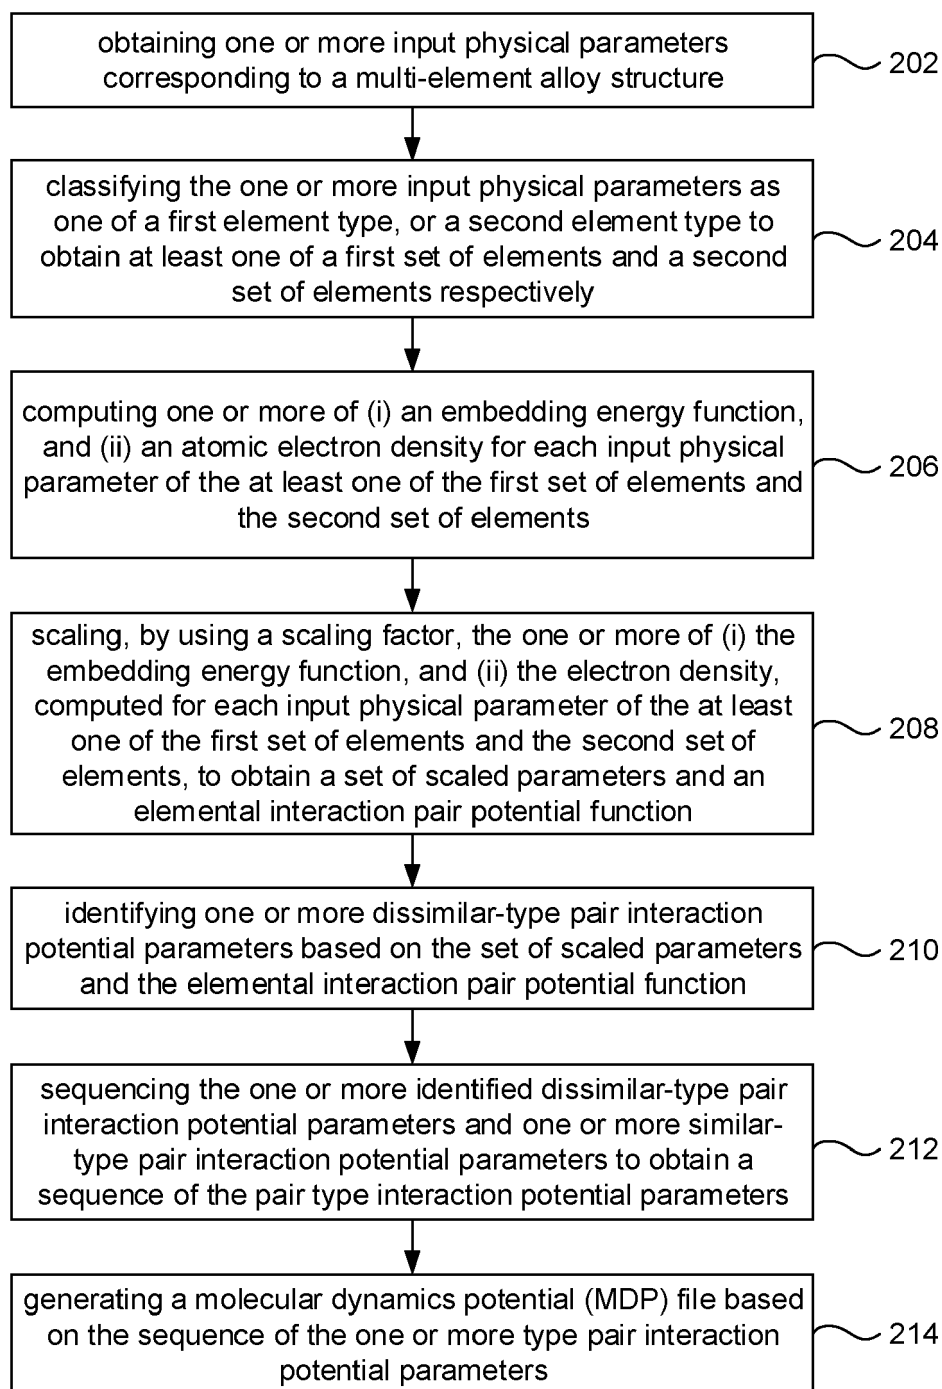 obtaining one or more input physical parameters
corresponding to a multi-element alloy structure
202
classifying the one or more input physical parameters as
one of a first element type, or a second element type to
obtain at least one of a first set of elements and a second
set of elements respectively
204
computing one or more of (i) an embedding energy function,
and (ii) an atomic electron density for each input physical
parameter of the at least one of the first set of elements and
the second set of elements
206
scaling, by using a scaling factor, the one or more of (i) the
embedding energy function, and (ii) the electron density,
computed for each input physical parameter of the at least
one of the first set of elements and the second set of
elements, to obtain a set of scaled parameters and an
elemental interaction pair potential function
208
identifying one or more dissimilar-type pair interaction
potential parameters based on the set of scaled parameters
and the elemental interaction pair potential function
210
sequencing the one or more identified dissimilar-type pair
interaction potential parameters and one or more similar-
type pair interaction potential parameters to obtain a
sequence of the pair type interaction potential parameters
212
generating a molecular dynamics potential (MDP) file based
on the sequence of the one or more type pair interaction
potential parameters
214